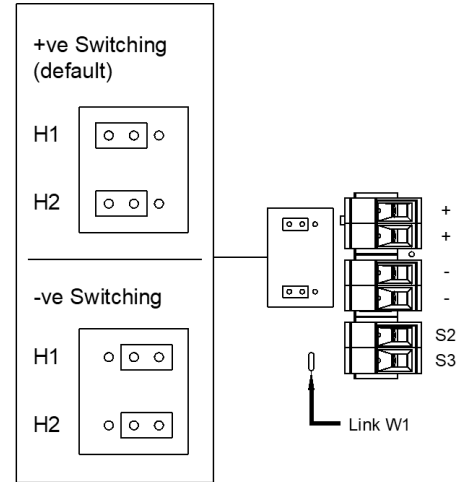 +ve Switching
(default)
H1
H2
-ve Switching
H1
H2
+
+
-
-
S2
S3
Link W1